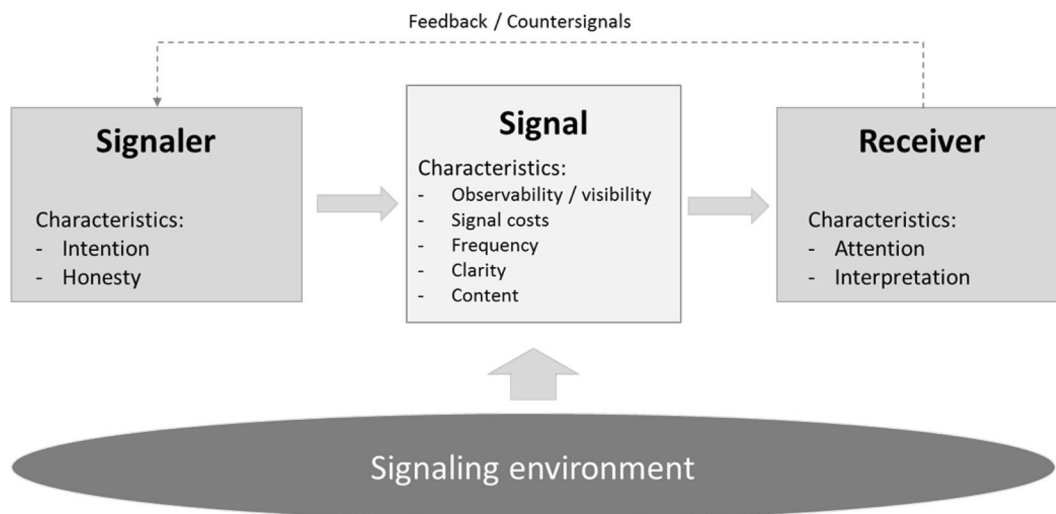 Feedback / Countersignals
Signaler
Characteristics:
- Intention
- Honesty
Signal
Characteristics:
- Observability / visibility
- Signal costs
- Frequency
- Clarity
- Content
Receiver
Characteristics:
- Attention
- Interpretation
Signaling environment